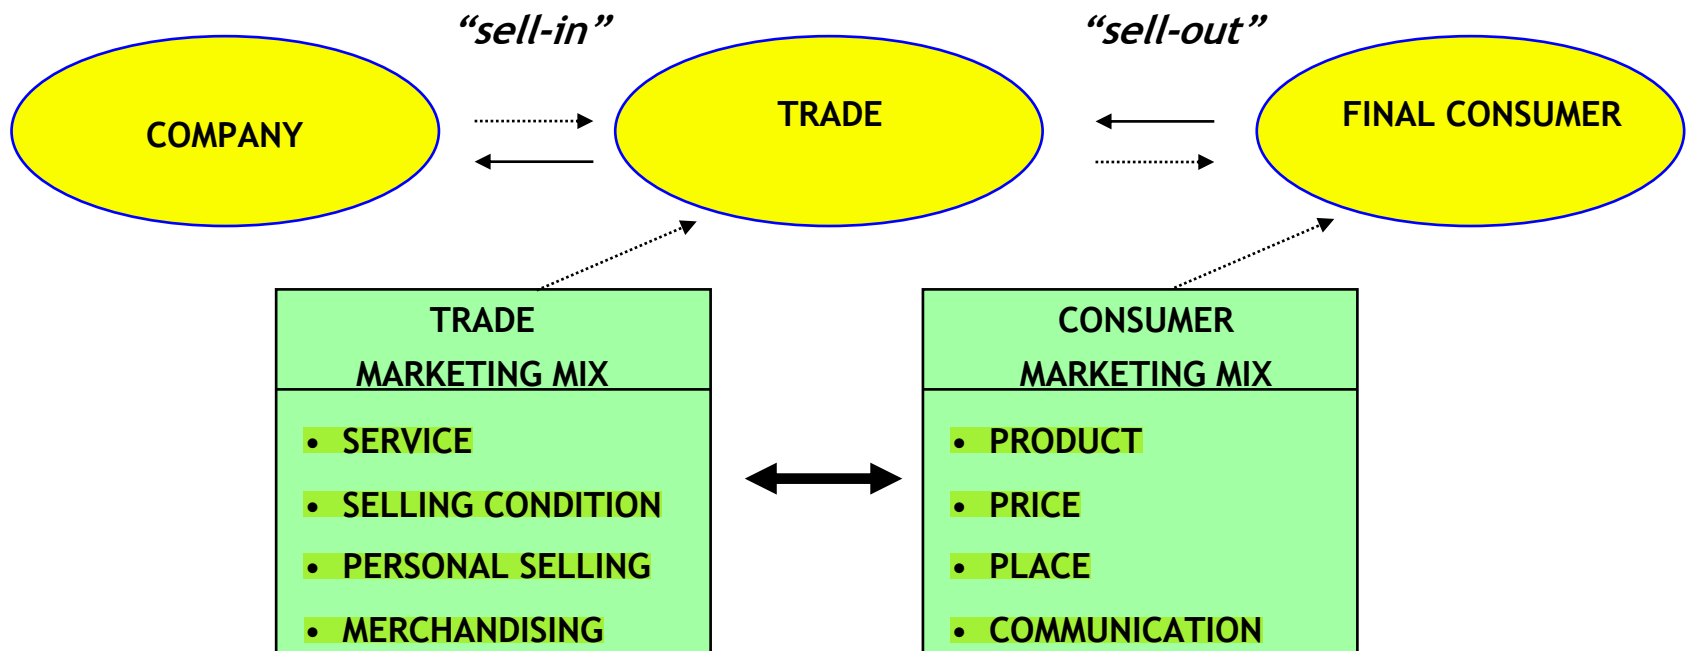 “sell-in”
“sell-out”
COMPANY
TRADE
FINAL CONSUMER
TRADE
MARKETING MIX
• SERVICE
• SELLING CONDITION
• PERSONAL SELLING
• MERCHANDISING
CONSUMER
MARKETING MIX
• PRODUCT
• PRICE
• PLACE
• COMMUNICATION